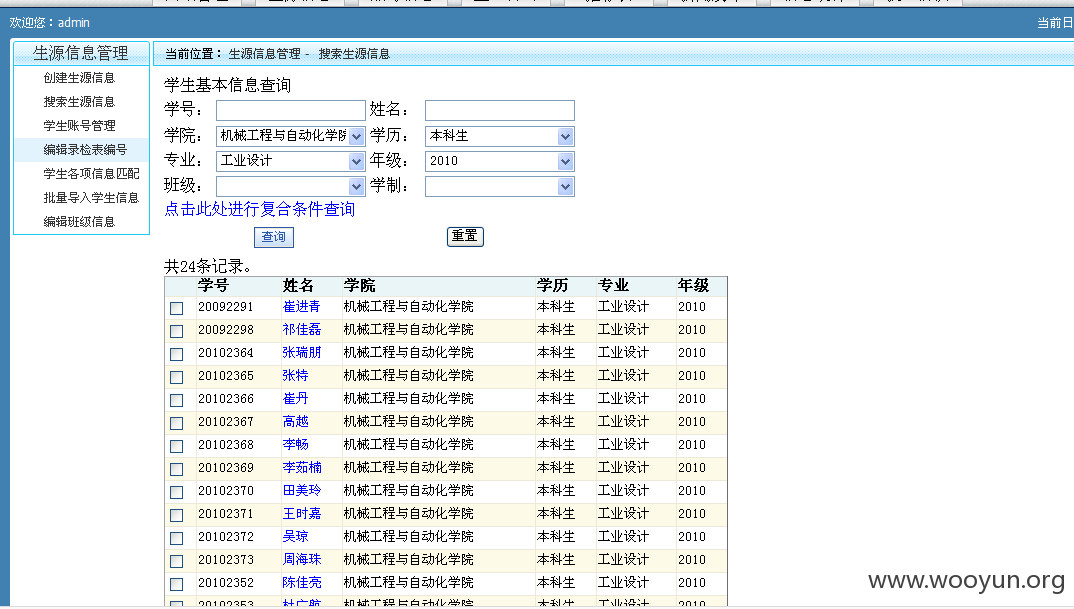 欢迎您：admin
当前日
生源信息管理
创建生源信息
搜索生源信息
学生账号管理
编辑录检表编号
学生各项信息匹配
批量导入学生信息
编辑班级信息
当前位置：生源信息管理 - 搜索生源信息
学生基本信息查询
学号： 姓名：
学院： 机械工程与自动化学院 学历： 本科生
专业： 工业设计 年级： 2010
班级： 学制：
点击此处进行复合条件查询
查询 重置
共24条记录。
学号 姓名 学院 学历 专业 年级
20092291 崔进青 机械工程与自动化学院 本科生 工业设计 2010
20092298 祁佳磊 机械工程与自动化学院 本科生 工业设计 2010
20102364 张瑞朋 机械工程与自动化学院 本科生 工业设计 2010
20102365 张特 机械工程与自动化学院 本科生 工业设计 2010
20102366 崔丹 机械工程与自动化学院 本科生 工业设计 2010
20102367 高越 机械工程与自动化学院 本科生 工业设计 2010
20102368 李畅 机械工程与自动化学院 本科生 工业设计 2010
20102369 李茹楠 机械工程与自动化学院 本科生 工业设计 2010
20102370 田美玲 机械工程与自动化学院 本科生 工业设计 2010
20102371 王时嘉 机械工程与自动化学院 本科生 工业设计 2010
20102372 吴琼 机械工程与自动化学院 本科生 工业设计 2010
20102373 周海珠 机械工程与自动化学院 本科生 工业设计 2010
20102352 陈佳亮 机械工程与自动化学院 本科生 工业设计 2010
20102353 杜广航 机械工程与自动化学院 本科生 工业设计 2010
www.wooyun.org